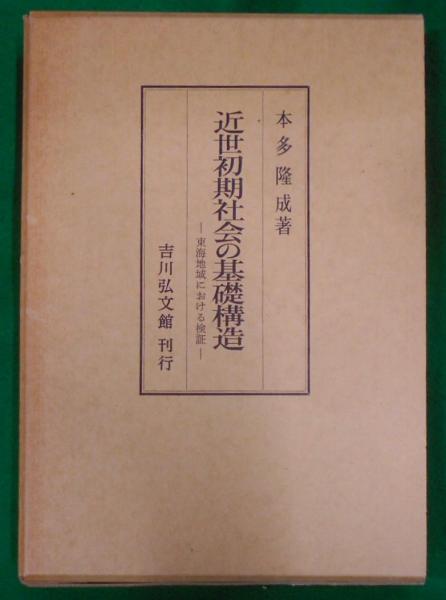 本多隆成著
近世初期社会の基礎構造
―東海地域における検証―
吉川弘文館 刊行